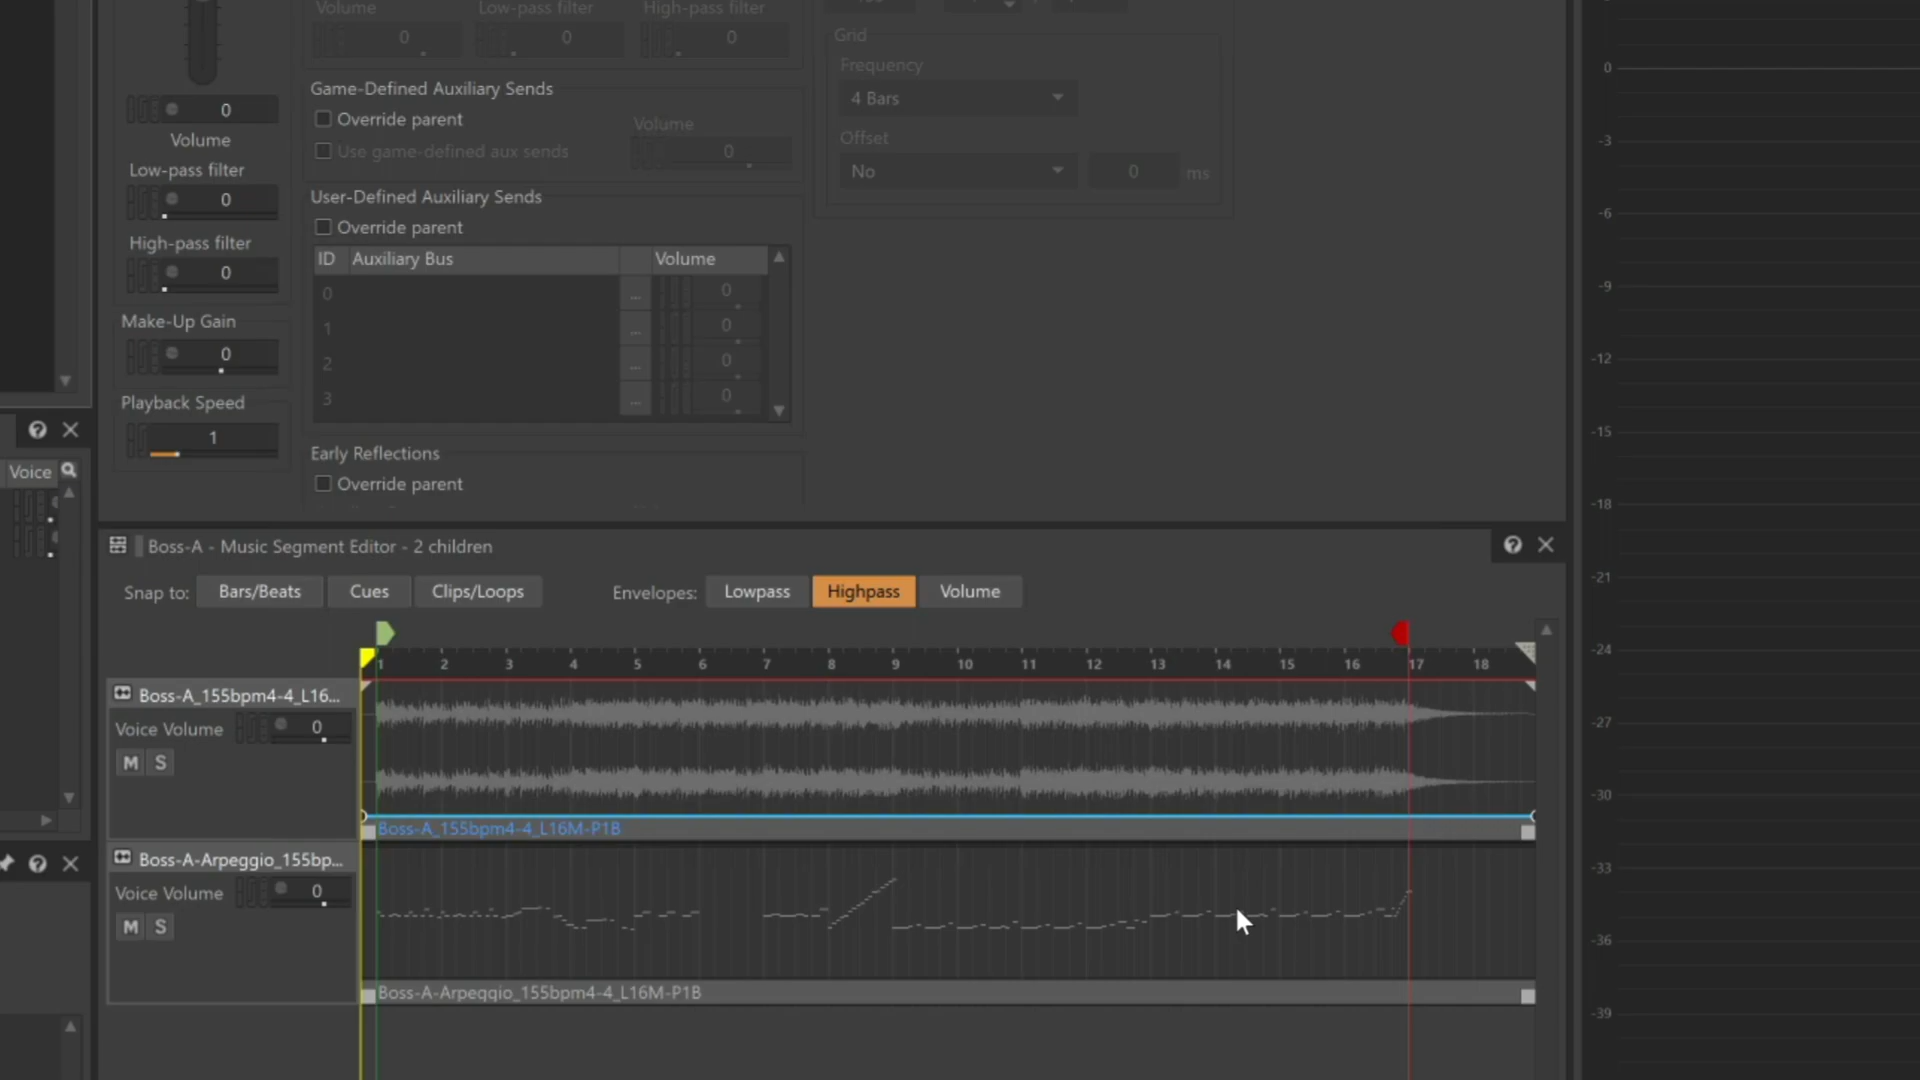 Volume Low-pass filter High-pass filter
0 0 0
Game-Defined Auxiliary Sends
Override parent
Use game-defined aux sends
Volume
0
User-Defined Auxiliary Sends
Override parent
ID Auxiliary Bus Volume
0 ... 0
1 ... 0
2 ... 0
3 ... 0
Early Reflections
Override parent
0
Volume
Low-pass filter
0
High-pass filter
0
Make-Up Gain
0
Playback Speed
1
Grid
Frequency
4 Bars
Offset
No 0 ms
Voice
Boss-A - Music Segment Editor - 2 children
Snap to: Bars/Beats Cues Clips/Loops Envelopes: Lowpass Highpass Volume
1 2 3 4 5 6 7 8 9 10 11 12 13 14 15 16 17 18
Boss-A_155bpm4-4_L16...
Voice Volume 0
M S
Boss-A_155bpm4-4_L16M-P1B
Boss-A-Arpeggio_155bp...
Voice Volume 0
M S
Boss-A-Arpeggio_155bpm4-4_L16M-P1B
0
-3
-6
-9
-12
-15
-18
-21
-24
-27
-30
-33
-36
-39